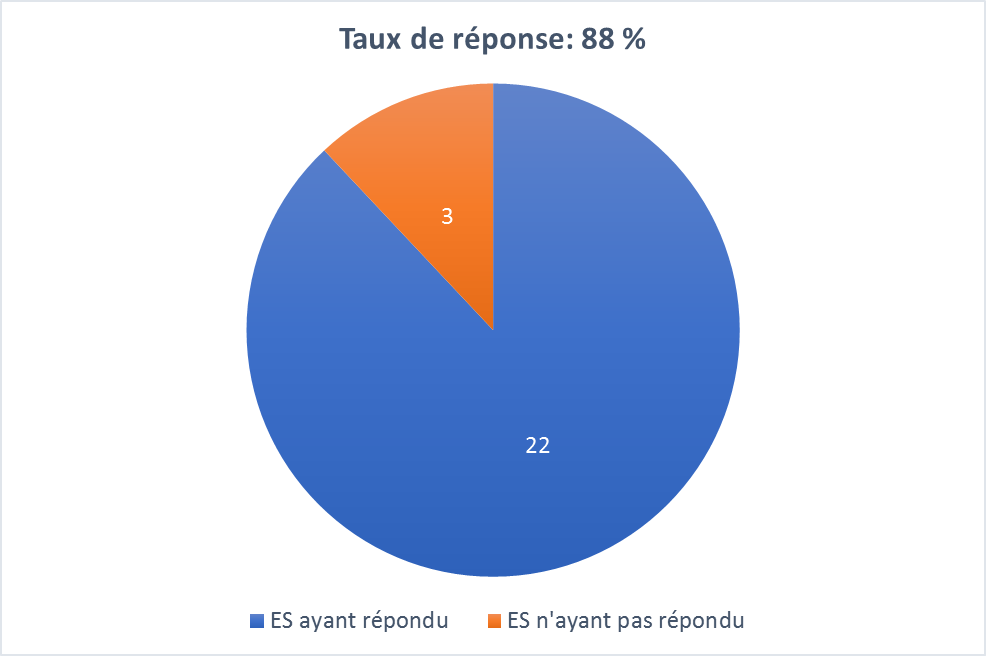 Taux de réponse: 88 %
3
22
ES ayant répondu
ES n'ayant pas répondu